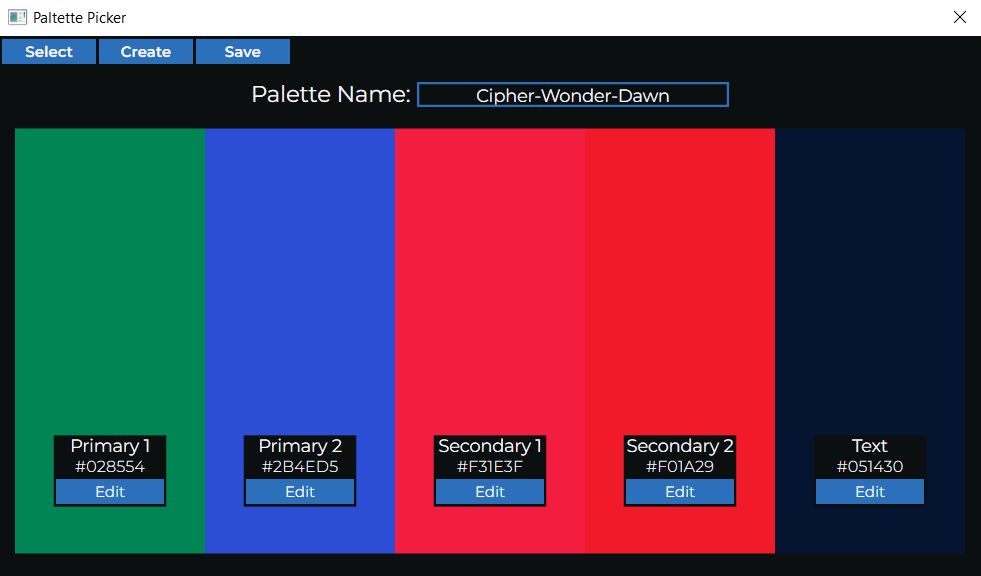 Paltette Picker
Select Create Save
Palette Name: Cipher-Wonder-Dawn
Primary 1 Primary 2 Secondary 1 Secondary 2 Text
#028554 #2B4ED5 #F31E3F #F01A29 #051430
Edit Edit Edit Edit Edit